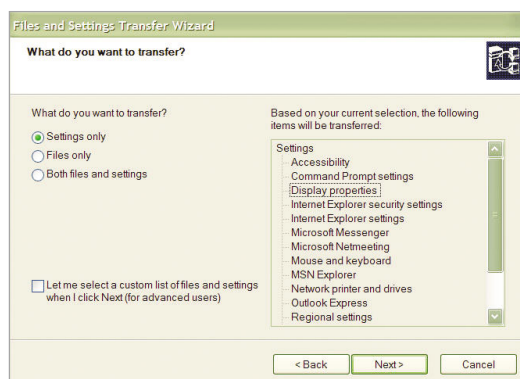 Files and Settings Transfer Wizard
What do you want to transfer?
What do you want to transfer?
Settings only
Files only
Both files and settings
Let me select a custom list of files and settings
when I click Next (for advanced users)
Based on your current selection, the following
items will be transferred:
Settings
Accessibility
Command Prompt settings
Display properties
Internet Explorer security settings
Internet Explorer settings
Microsoft Messenger
Microsoft Netmeeting
Mouse and keyboard
MSN Explorer
Network printer and drives
Outlook Express
Regional settings
< Back
Next >
Cancel